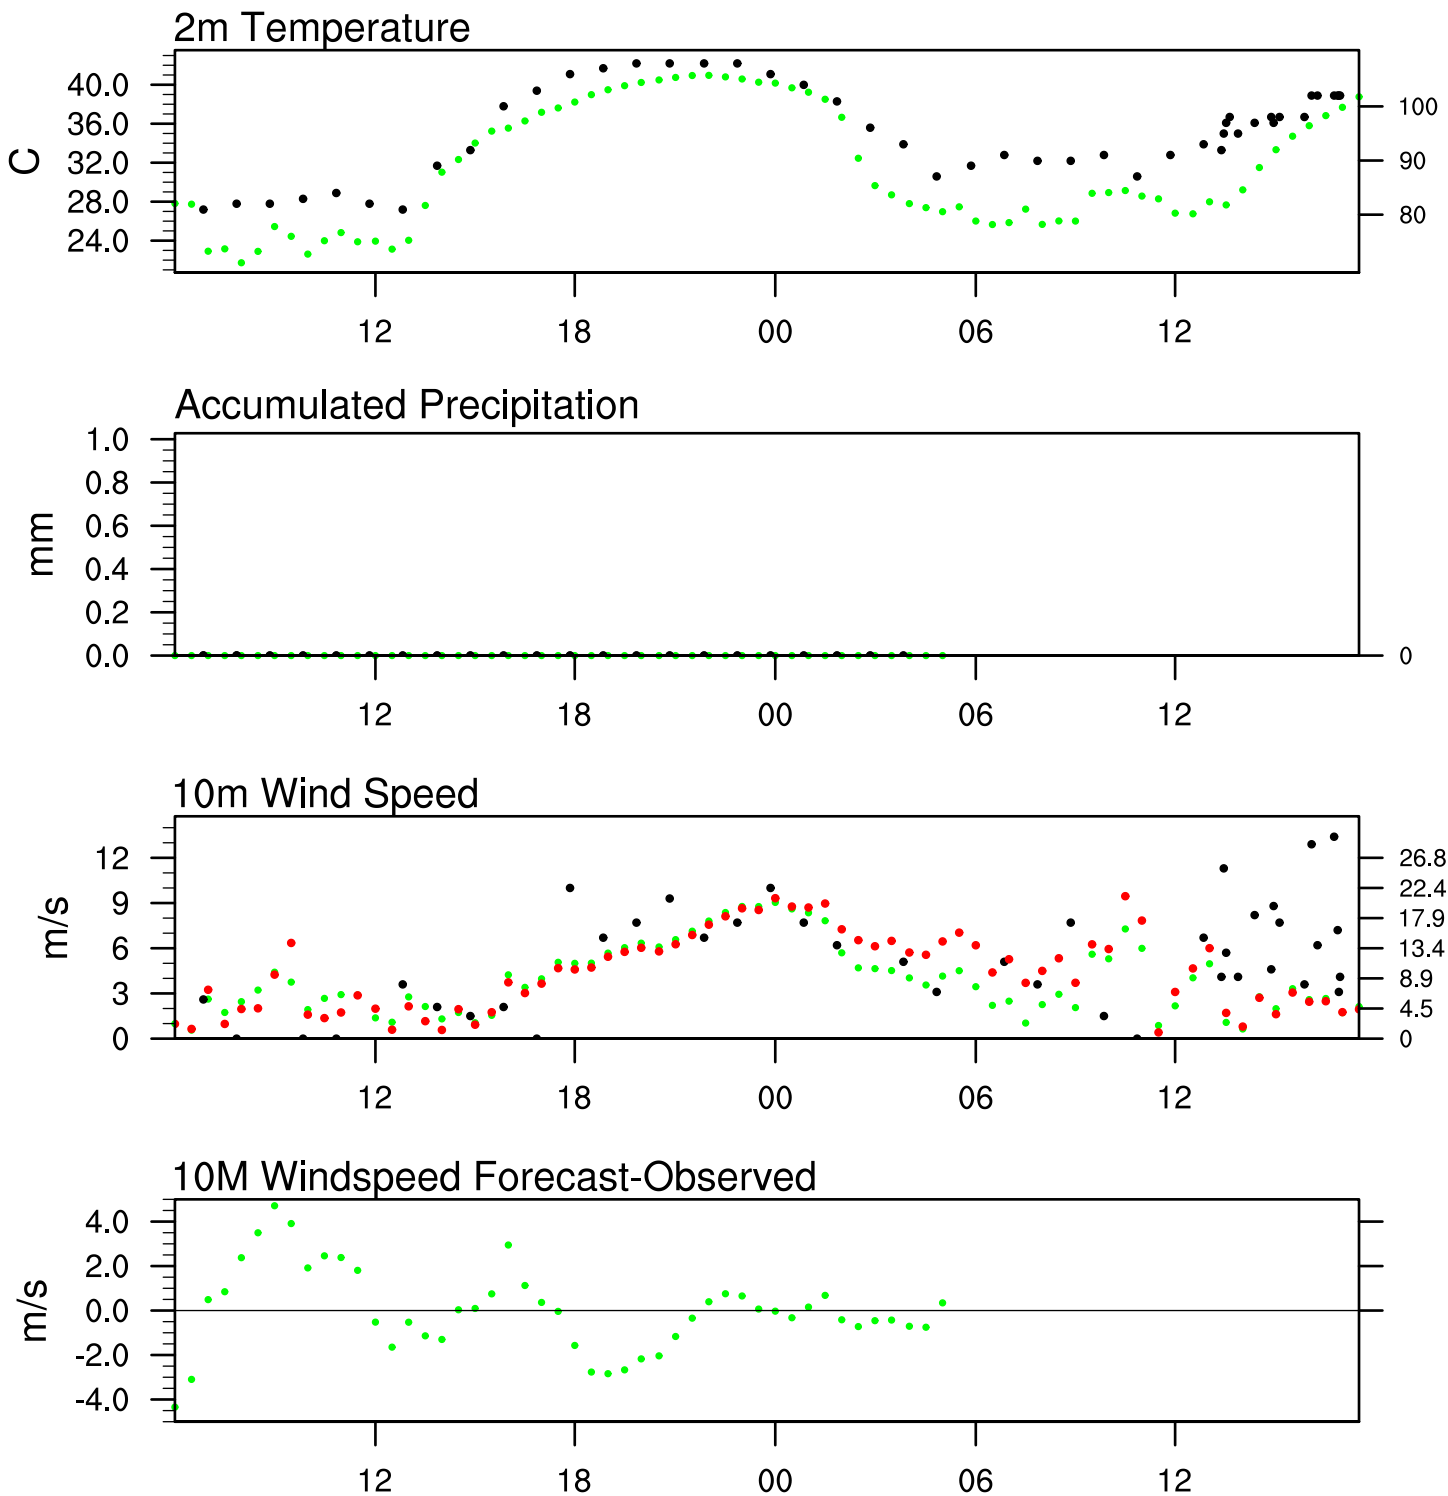 2m Temperature
40.0
36.0
32.0
28.0
24.0
C
100
90
80
12 18 00 06 12
Accumulated Precipitation
1.0
0.8
0.6
0.4
0.2
0.0
mm
0
12 18 00 06 12
10m Wind Speed
12
9
6
3
0
m/s
26.8
22.4
17.9
13.4
8.9
4.5
0
12 18 00 06 12
10M Windspeed Forecast-Observed
4.0
2.0
0.0
-2.0
-4.0
m/s
12 18 00 06 12